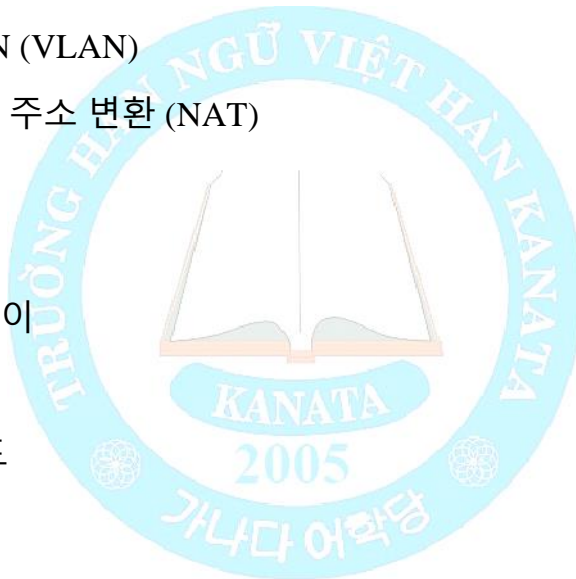 N (VLAN)
주소 변환 (NAT)
이
TRƯỜNG HÀN NGỮ VIỆT HÀN KANATA
KANATA
2005
가나다 어학당